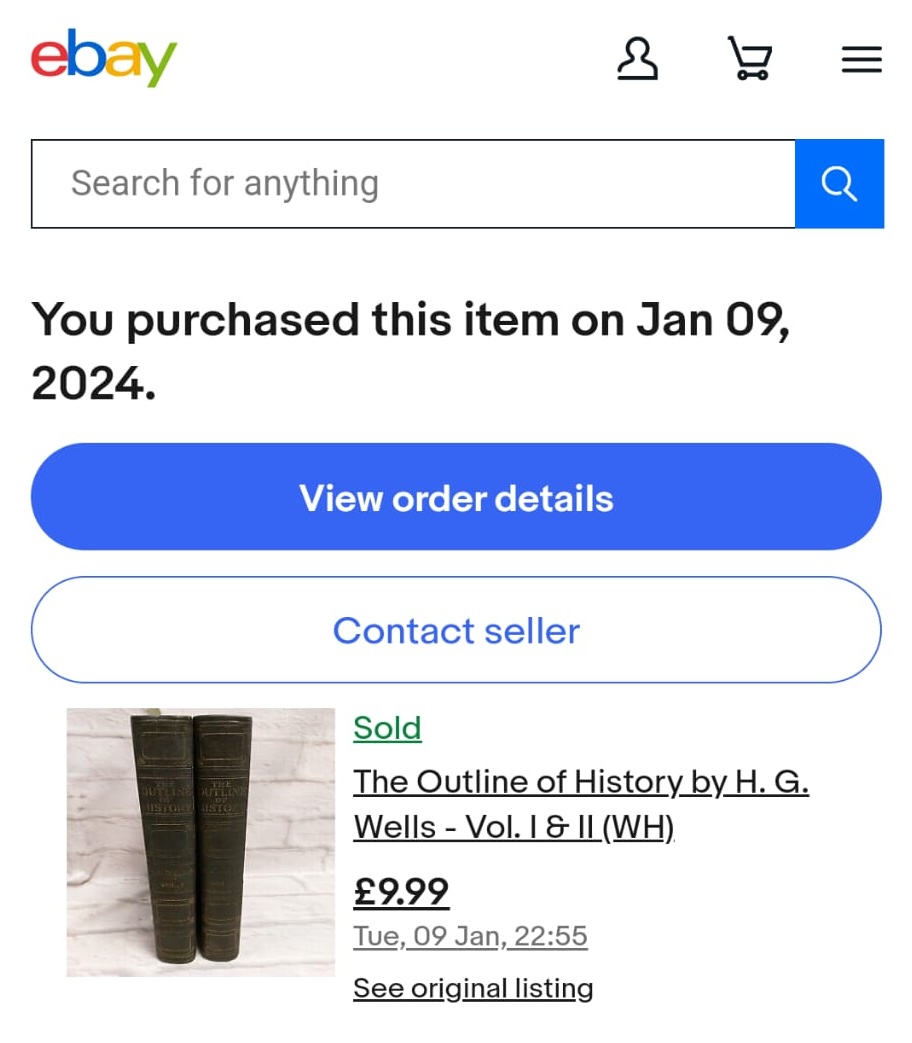 ebay
Search for anything
You purchased this item on Jan 09,
2024.
View order details
Contact seller
Sold
The Outline of History by H. G.
Wells - Vol. I & II (WH)
£9.99
Tue, 09 Jan, 22:55
See original listing
THE
OUTLINE
OF
HISTORY
THE
OUTLINE
OF
HISTORY